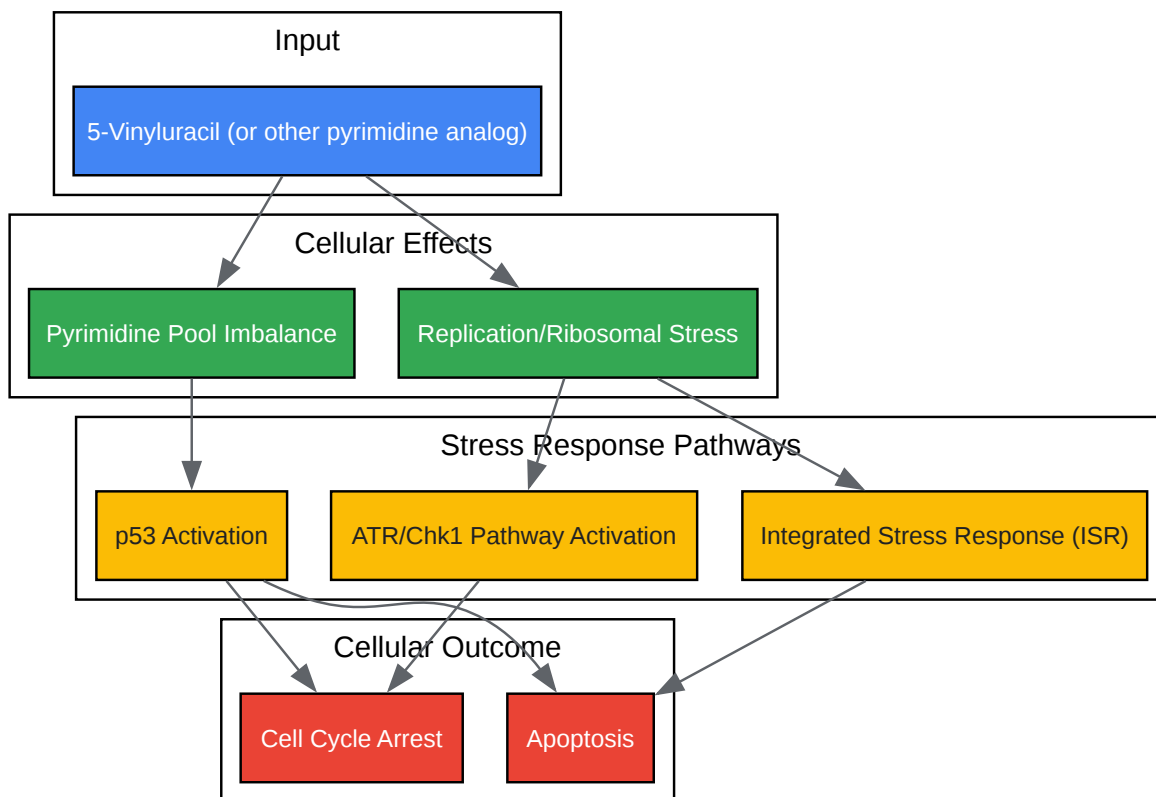 Input
5-Vinyluracil (or other pyrimidine analog)
Cellular Effects
Pyrimidine Pool Imbalance
Replication/Ribosomal Stress
Stress Response Pathways
p53 Activation
ATR/Chk1 Pathway Activation
Integrated Stress Response (ISR)
Cellular Outcome
Cell Cycle Arrest
Apoptosis